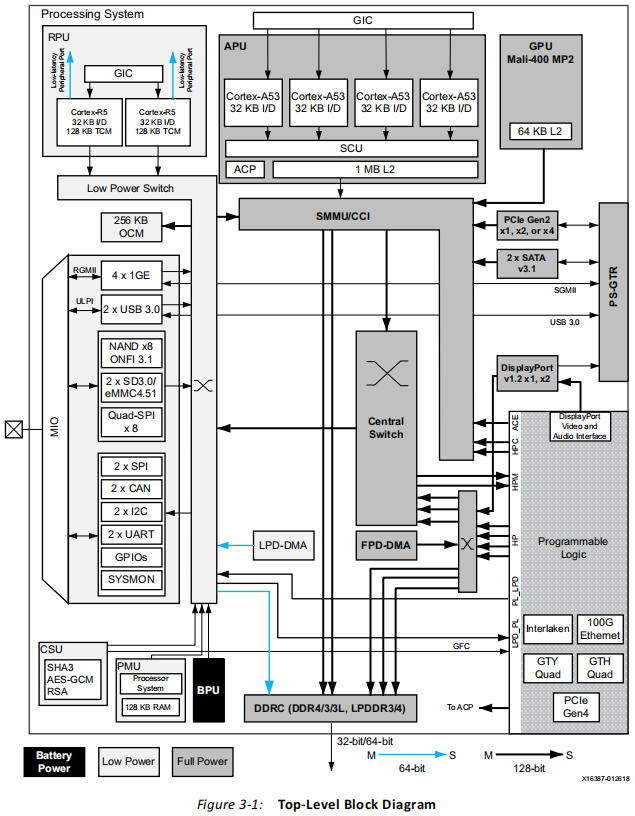 Processing System
RPU
Low-latency
Peripheral Port
Low-latency
Peripheral Port
GIC
Cortex-R5
32 KB I/D
128 KB TCM
Cortex-R5
32 KB I/D
128 KB TCM
GIC
APU
Cortex-A53
32 KB I/D
Cortex-A53
32 KB I/D
Cortex-A53
32 KB I/D
Cortex-A53
32 KB I/D
SCU
ACP
1 MB L2
GPU
Mali-400 MP2
64 KB L2
Low Power Switch
256 KB
OCM
SMMU/CCI
PCIe Gen2
x1, x2, or x4
2 x SATA
v3.1
PS-GTR
SGMII
USB 3.0
RGMII
4 x 1GE
ULPI
2 x USB 3.0
NAND x8
ONFI 3.1
2 x SD3.0/
eMMC4.51
Quad-SPI
x 8
MIO
2 x SPI
2 x CAN
2 x I2C
2 x UART
GPIOs
SYSMON
Central
Switch
DisplayPort
v1.2 x1, x2
DisplayPort
Video and
Audio Interface
ACE
HPC
HPM
HP
PL_LPD
LPD_PL
Programmable
Logic
LPD-DMA
FPD-DMA
Interlaken
100G
Ethernet
GTY
Quad
GTH
Quad
PCIe
Gen4
GFC
CSU
SHA3
AES-GCM
RSA
PMU
Processor
System
128 KB RAM
BPU
DDRC (DDR4/3/3L, LPDDR3/4)
To ACP
32-bit/64-bit
Battery
Power
Low Power
Full Power
M
S
64-bit
M
S
128-bit
X16387-012618
Figure 3-1: Top-Level Block Diagram